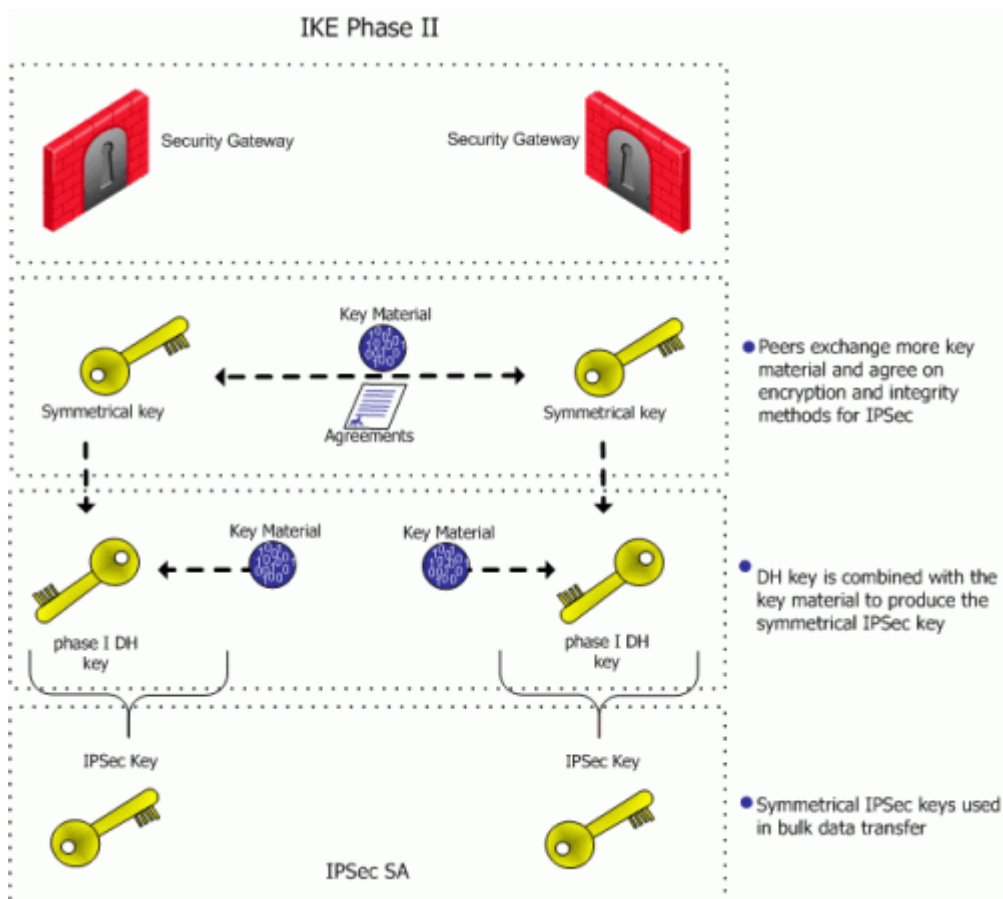 IKE Phase II
Security Gateway
Security Gateway
Key Material
Symmetrical key
Symmetrical key
Agreements
Peers exchange more key
material and agree on
encryption and integrity
methods for IPSec
Key Material
Key Material
phase I DH
key
phase I DH
key
DH key is combined with the
key material to produce the
symmetrical IPSec key
IPSec Key
IPSec Key
Symmetrical IPSec keys used
in bulk data transfer
IPSec SA